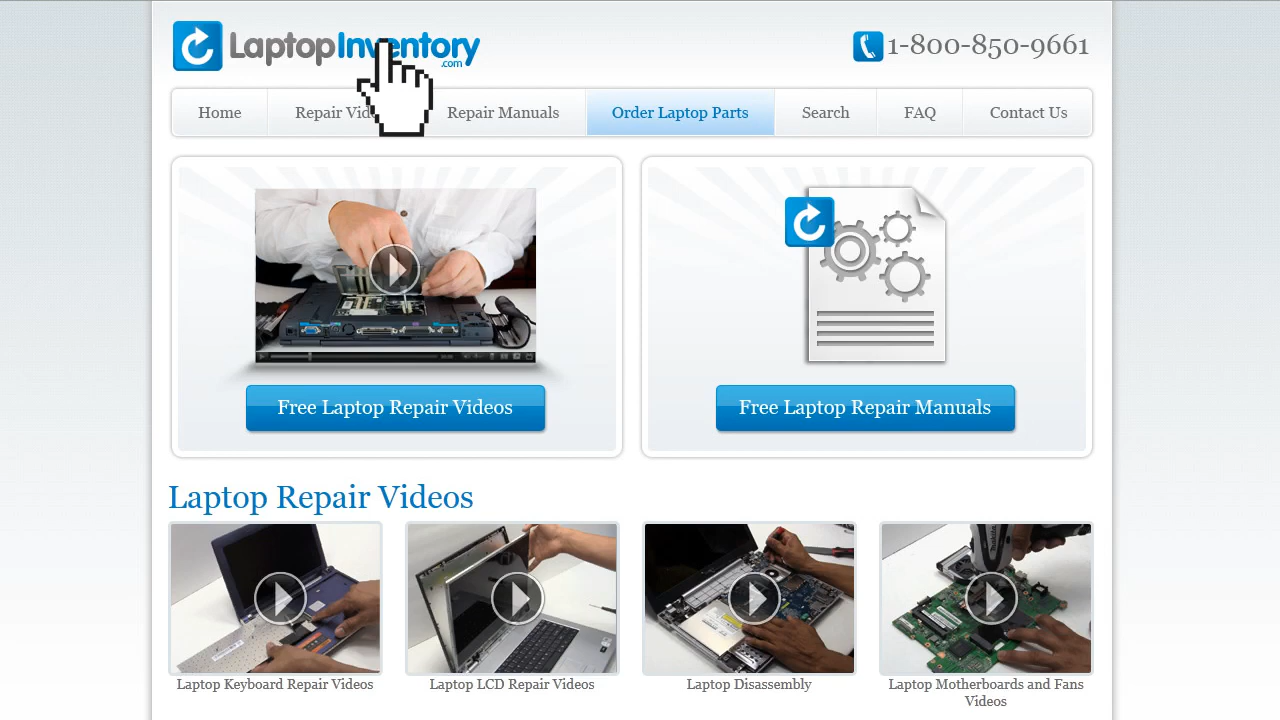 LaptopInventory
.com
1-800-850-9661
Home
Repair Vid
Repair Manuals
Order Laptop Parts
Search
FAQ
Contact Us
Free Laptop Repair Videos
Free Laptop Repair Manuals
Laptop Repair Videos
Laptop Keyboard Repair Videos
Laptop LCD Repair Videos
Laptop Disassembly
Laptop Motherboards and Fans
Videos